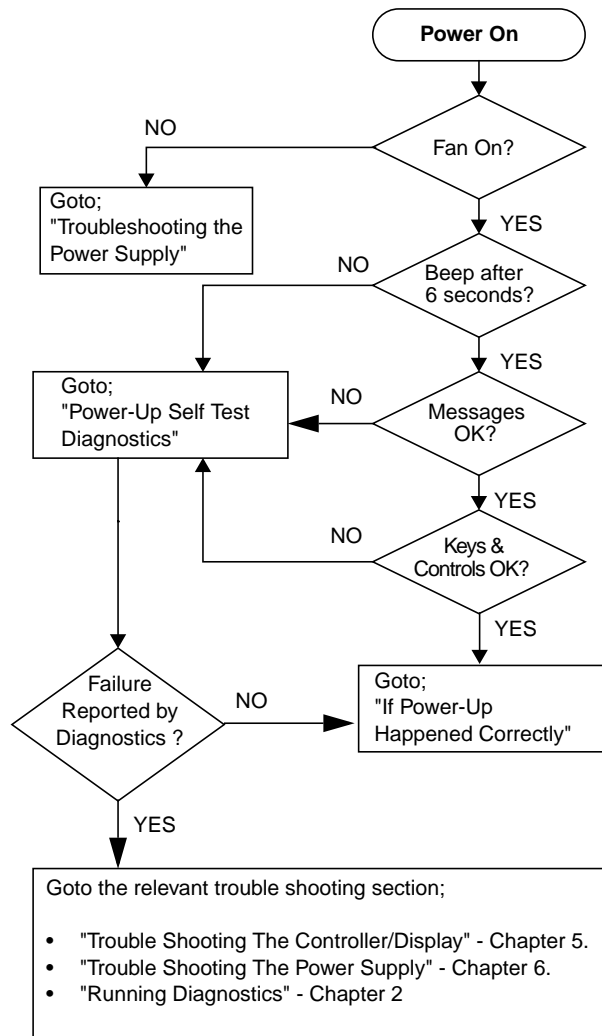 Power On
NO
Fan On?
Goto;
"Troubleshooting the
Power Supply"
YES
NO
Beep after
6 seconds?
YES
Goto;
"Power-Up Self Test
Diagnostics"
NO
Messages
OK?
YES
NO
Keys &
Controls OK?
YES
Failure
Reported by
Diagnostics ?
NO
Goto;
"If Power-Up
Happened Correctly"
YES
Goto the relevant trouble shooting section;
• "Trouble Shooting The Controller/Display" - Chapter 5.
• "Trouble Shooting The Power Supply" - Chapter 6.
• "Running Diagnostics" - Chapter 2